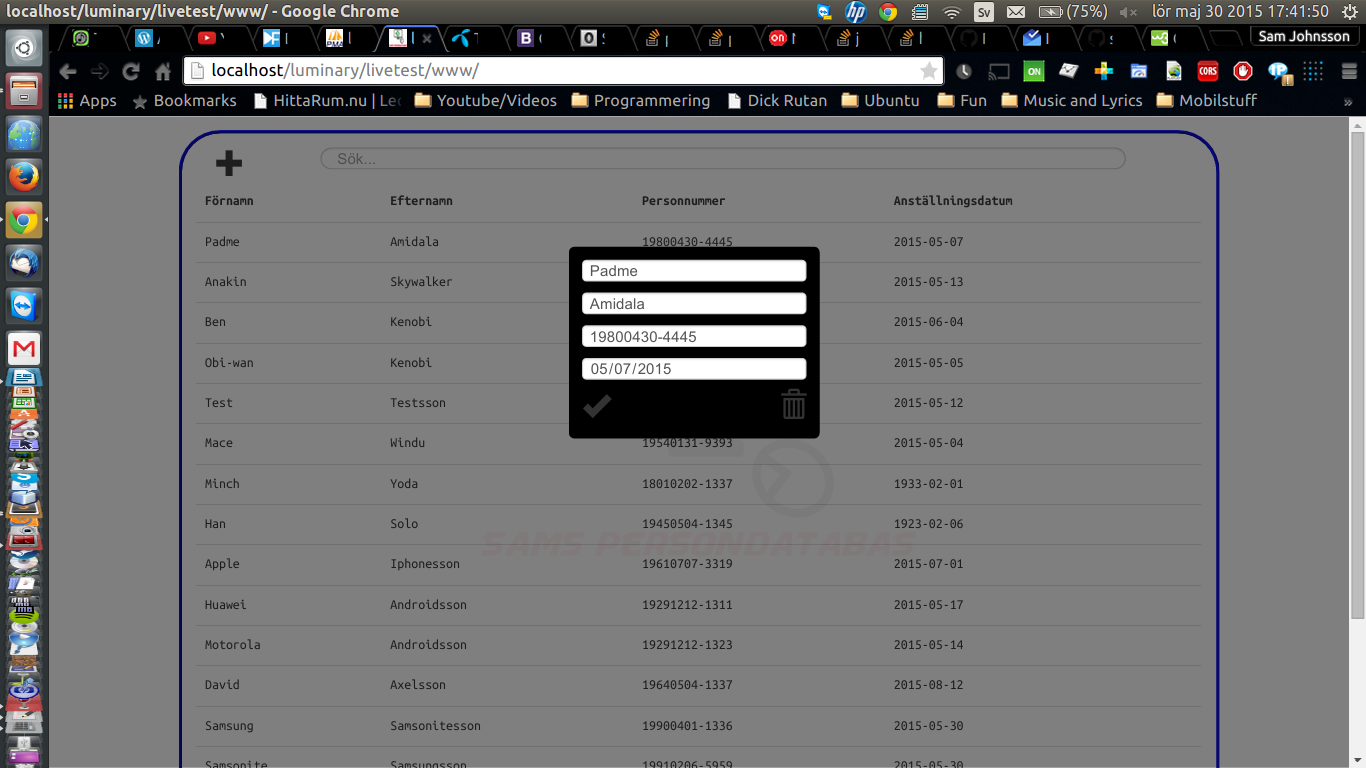 localhost/luminary/livetest/www/ - Google Chrome
Sv (75%) lör maj 30 2015 17:41:50
Sam Johnsson
localhost/luminary/livetest/www/
ON CORS
Apps Bookmarks HittaRum.nu | Le Youtube/Videos Programmering Dick Rutan Ubuntu Fun Music and Lyrics Mobilstuff »
Sök...
Förnamn Efternamn Personnummer Anställningsdatum
Padme Amidala 19800430-4445 2015-05-07
Anakin Skywalker 2015-05-13
Ben Kenobi 2015-06-04
Obi-wan Kenobi 2015-05-05
Test Testsson 2015-05-12
Padme
Amidala
19800430-4445
05/07/2015
Mace Windu 19540131-9393 2015-05-04
Minch Yoda 18010202-1337 1933-02-01
Han Solo 19450504-1345 1923-02-06
SAMS PERSONDATABAS
Apple Iphonesson 19610707-3319 2015-07-01
Huawei Androidsson 19291212-1311 2015-05-17
Motorola Androidsson 19291212-1323 2015-05-14
David Axelsson 19640504-1337 2015-08-12
Samsung Samsonitesson 19900401-1336 2015-05-30
Samsonite Samsungsson 19910206-5959 2015-05-30